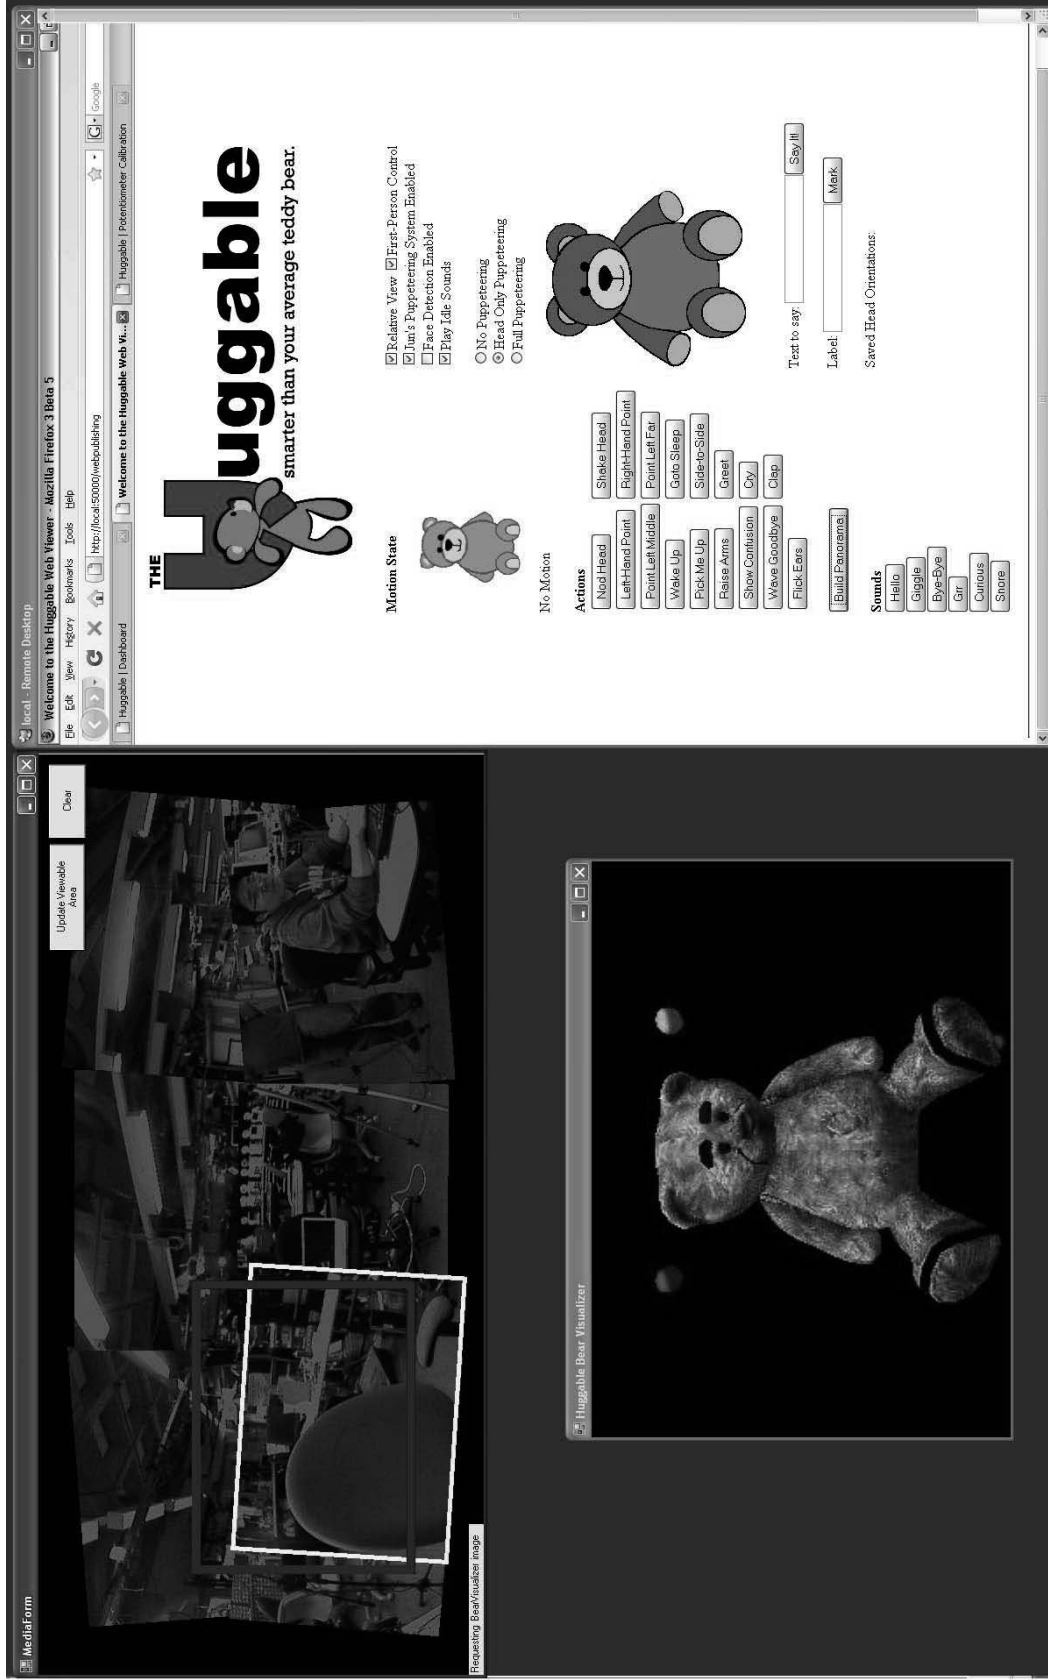 MediaForm
Update Viewable
Area
Clear
Requesting BearVisualizer image
Huggable Bear Visualizer
local - Remote Desktop
Welcome to the Huggable Web Viewer - Mozilla Firefox 3 Beta 5
File Edit View History Bookmarks Tools Help
http://local:50000/webpublishing
G Google
Huggable | Dashboard
Welcome to the Huggable Web Vi...
Huggable | Potentiometer Calibration
THE
Huggable
smarter than your average teddy bear.
Motion State
No Motion
Relative View First-Person Control
Jun's Puppeteering System Enabled
Face Detection Enabled
Play Idle Sounds
No Puppeteering
Head Only Puppeteering
Full Puppeteering
Actions
Nod Head Shake Head
Left-Hand Point Right-Hand Point
Point Left Middle Point Left Far
Wake Up Goto Sleep
Pick Me Up Side-to-Side
Raise Arms Greet
Show Confusion Cry
Wave Goodbye Clap
Flick Ears
Build Panorama
Text to say: Say It!
Label: Mark
Saved Head Orientations:
Sounds
Hello
Giggle
Bye-Bye
Grr
Curious
Snore